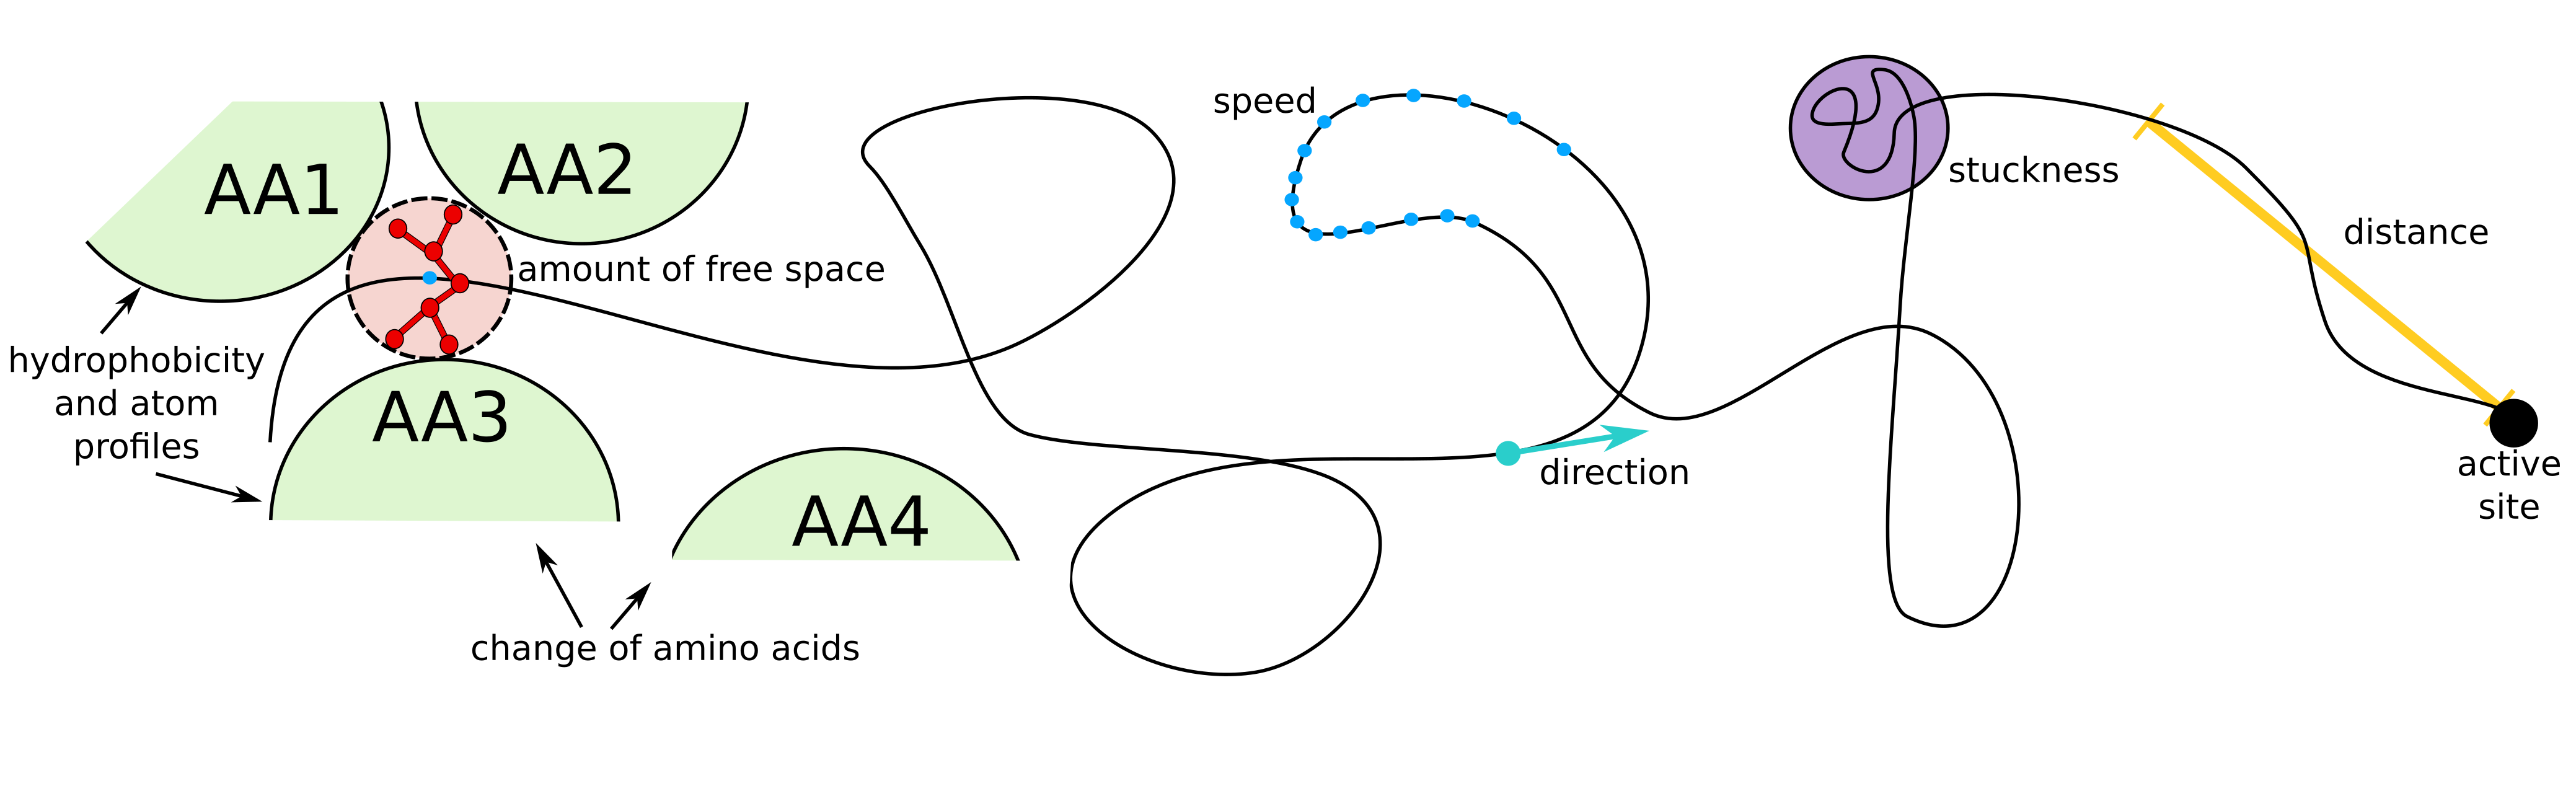 AA1
AA2
amount of free space
hydrophobicity
and atom
profiles
AA3
AA4
change of amino acids
speed
direction
stuckness
distance
active
site